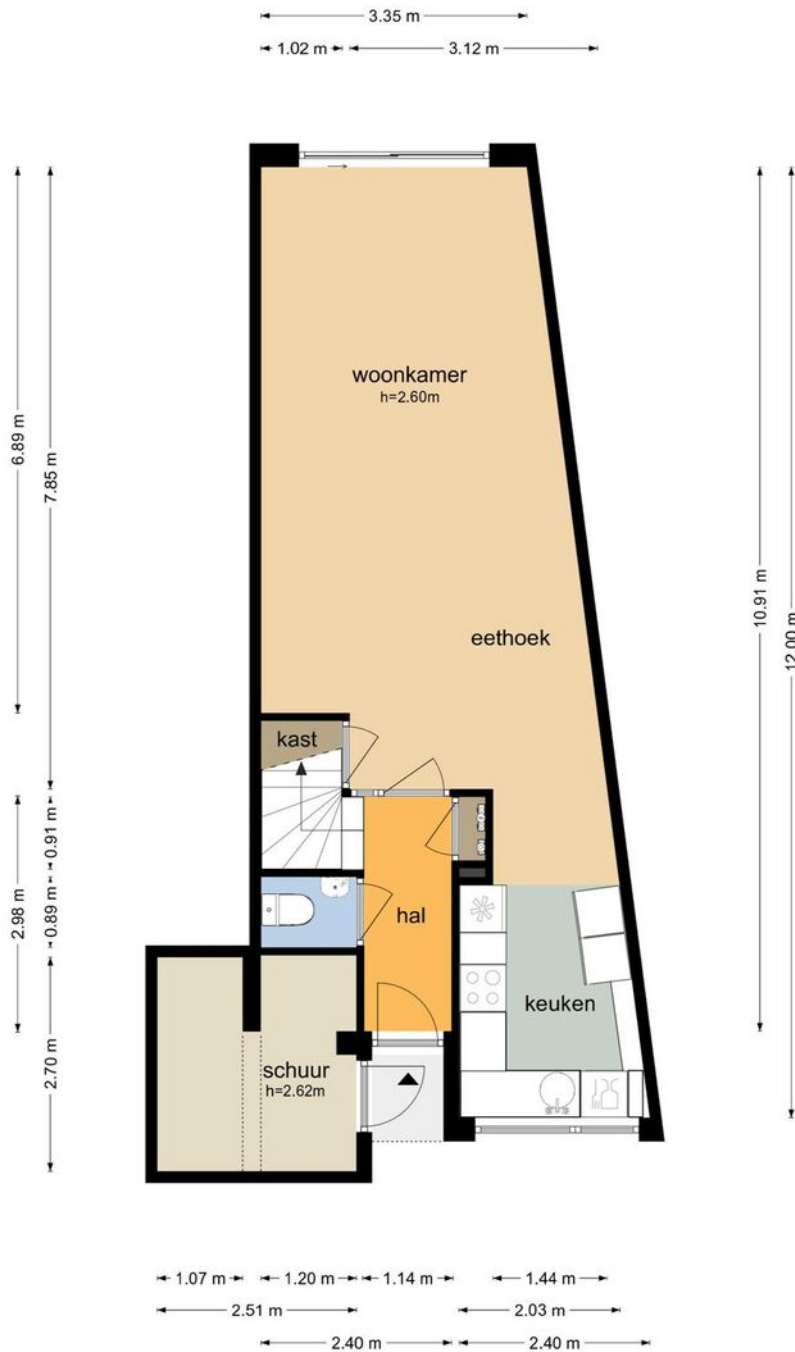 3.35 m
1.02 m
3.12 m
6.89 m
7.85 m
10.91 m
12.00 m
woonkamer
h=2.60m
eethoek
kast
0.91 m
2.98 m
0.89 m
hal
keuken
2.70 m
schuur
h=2.62m
1.07 m
1.20 m
1.14 m
1.44 m
2.51 m
2.03 m
2.40 m
2.40 m